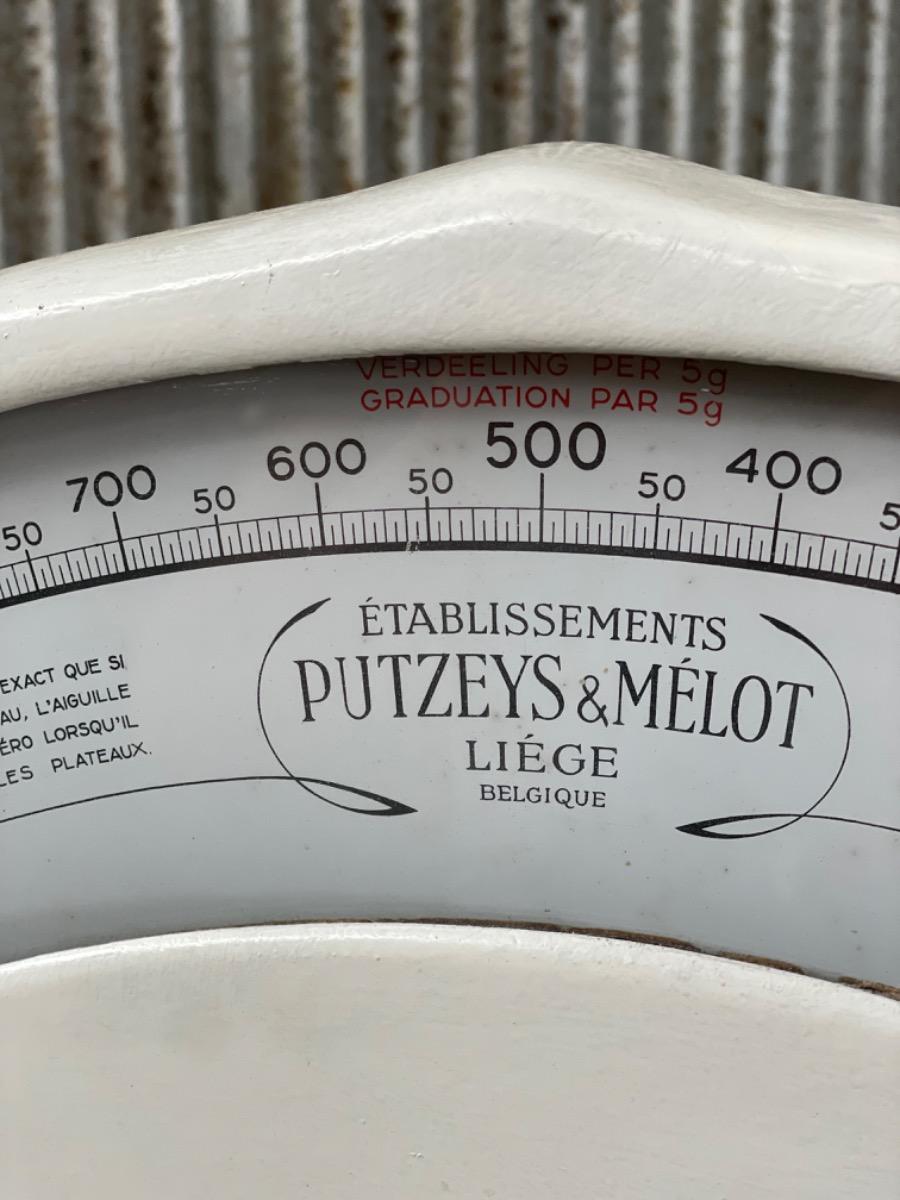 VERDEELING PER 5g
GRADUATION PAR 5g
50 700 50 600 50 500 50 400
EXACT QUE SI
L'AIGUILLE
LORSQU'IL
LES PLATEAUX.
ÉTABLISSEMENTS
PUTZEYS & MÉLOT
LIÉGE
BELGIQUE